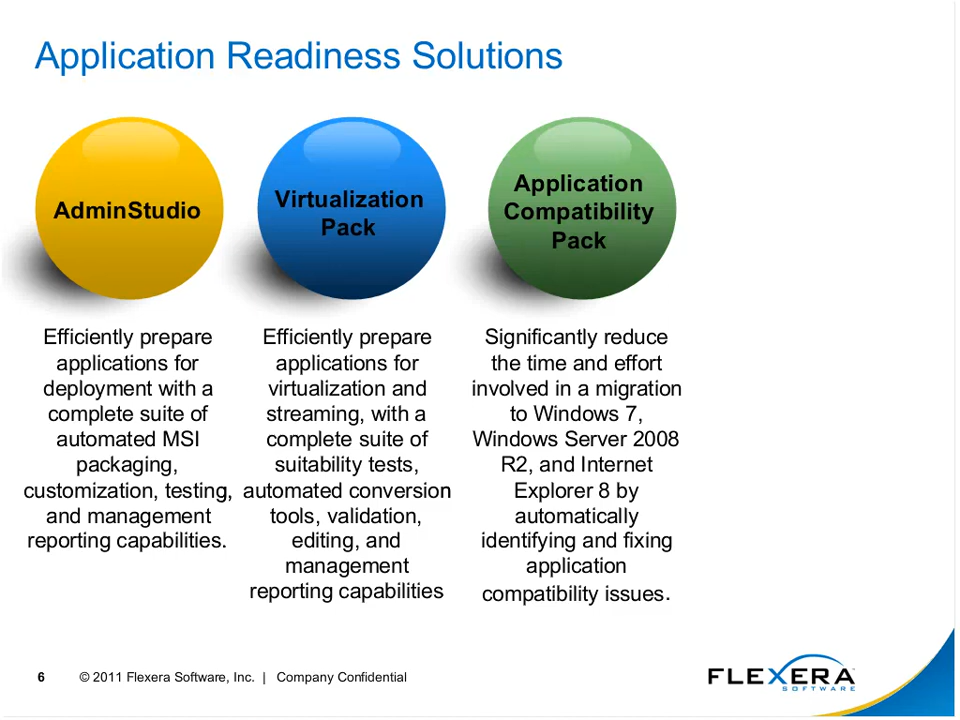 Application Readiness Solutions
AdminStudio
Virtualization
Pack
Application
Compatibility
Pack
Efficiently prepare
applications for
deployment with a
complete suite of
automated MSI
packaging,
customization, testing,
and management
reporting capabilities.
Efficiently prepare
applications for
virtualization and
streaming, with a
complete suite of
suitability tests,
automated conversion
tools, validation,
editing, and
management
reporting capabilities
Significantly reduce
the time and effort
involved in a migration
to Windows 7,
Windows Server 2008
R2, and Internet
Explorer 8 by
automatically
identifying and fixing
application
compatibility issues.
6 © 2011 Flexera Software, Inc. | Company Confidential
FLEXERA
SOFTWARE